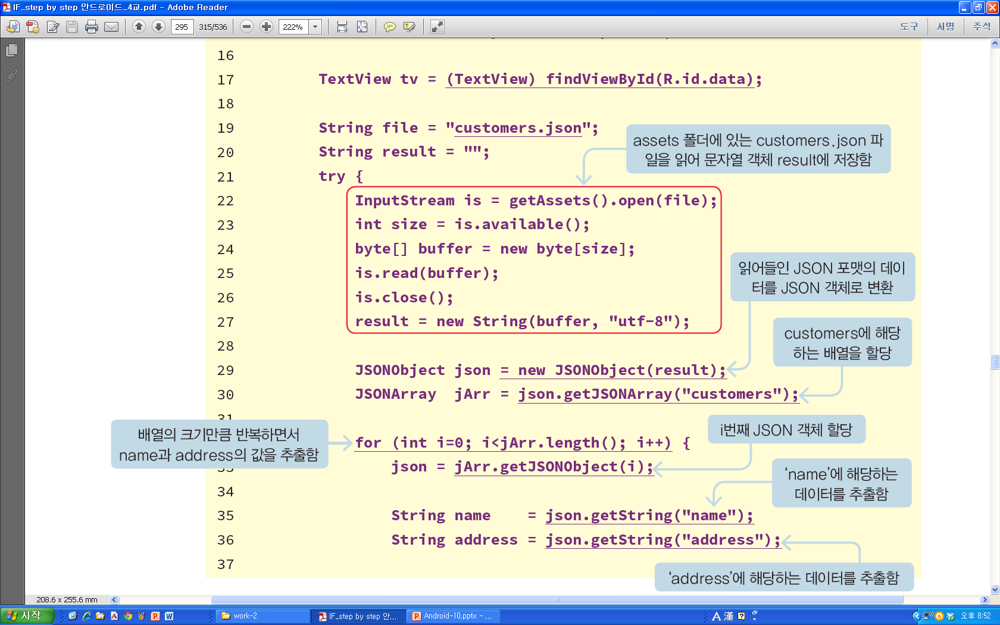 IF_step by step 안드로이드_4교.pdf - Adobe Reader
295 315/536 222% 도구 서명 주석
16
17 TextView tv = (TextView) findViewById(R.id.data);
18
19 String file = "customers.json";
20 String result = "";
assets 폴더에 있는 customers.json 파
일을 읽어 문자열 객체 result에 저장함
21 try {
22 InputStream is = getAssets().open(file);
23 int size = is.available();
24 byte[] buffer = new byte[size];
25 is.read(buffer);
읽어들인 JSON 포맷의 데이
터를 JSON 객체로 변환
26 is.close();
27 result = new String(buffer, "utf-8");
28
customers에 해당
하는 배열을 할당
29 JSONObject json = new JSONObject(result);
30 JSONArray jArr = json.getJSONArray("customers");
31
배열의 크기만큼 반복하면서
name과 address의 값을 추출함
i번째 JSON 객체 할당
for (int i=0; i<jArr.length(); i++) {
33 json = jArr.getJSONObject(i);
'name'에 해당하는
데이터를 추출함
34
35 String name = json.getString("name");
36 String address = json.getString("address");
37
'address'에 해당하는 데이터를 추출함
208.6 x 255.6 mm
시작 work-2 IF_step by step 안... Android-10.pptx - ... A 漢 오후 8:52